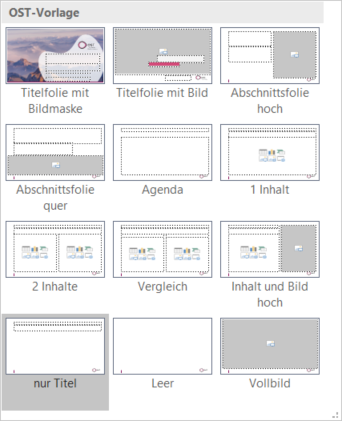 OST-Vorlage
Titelfolie mit Bildmaske
Titelfolie mit Bild
Abschnittsfolie hoch
Abschnittsfolie quer
Agenda
1 Inhalt
2 Inhalte
Vergleich
Inhalt und Bild hoch
nur Titel
Leer
Vollbild